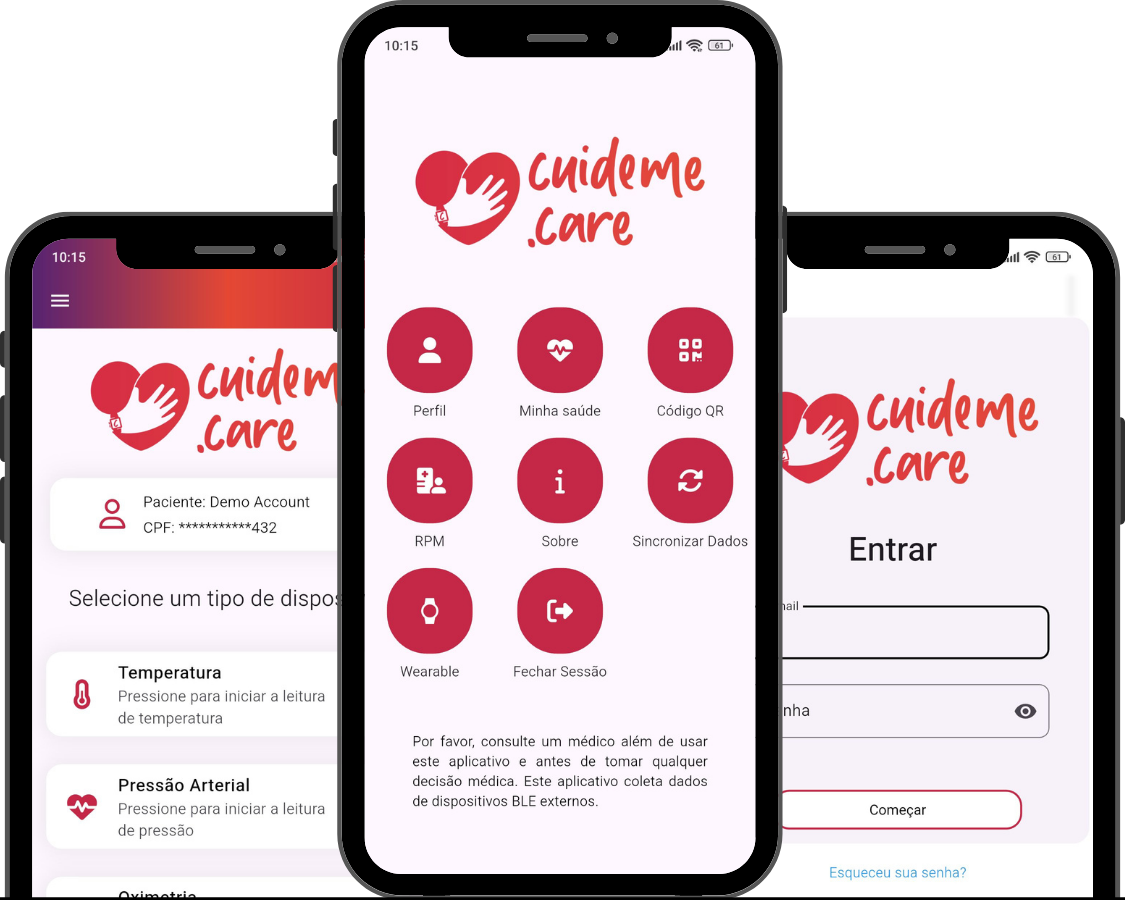 10:15
61
cuideme
.care
Perfil
Minha saúde
Código QR
RPM
Sobre
Sincronizar Dados
Wearable
Fechar Sessão
Por favor, consulte um médico além de usar
este aplicativo e antes de tomar qualquer
decisão médica. Este aplicativo coleta dados
de dispositivos BLE externos.
10:15
cuidem
.care
Paciente: Demo Account
CPF: ***********432
Selecione um tipo de dispos
Temperatura
Pressione para iniciar a leitura
de temperatura
Pressão Arterial
Pressione para iniciar a leitura
de pressão
Oximetria
61
cuideme
.care
Entrar
nail
nha
Começar
Esqueceu sua senha?